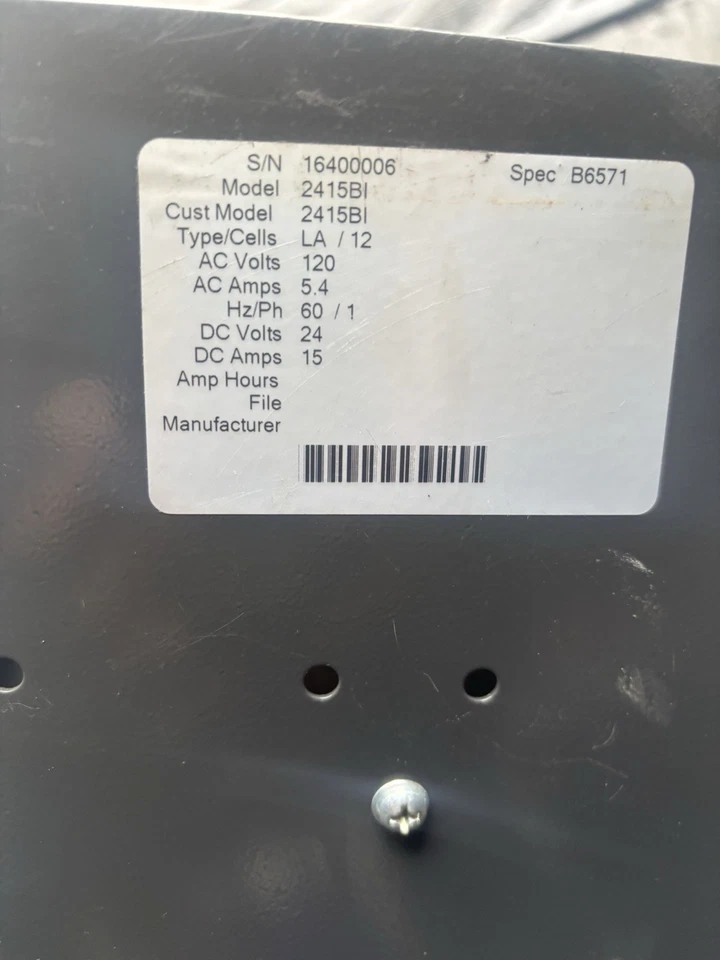 S/N 16400006 Spec B6571
Model 2415BI
Cust Model 2415BI
Type/Cells LA / 12
AC Volts 120
AC Amps 5.4
Hz/Ph 60 / 1
DC Volts 24
DC Amps 15
Amp Hours
File
Manufacturer